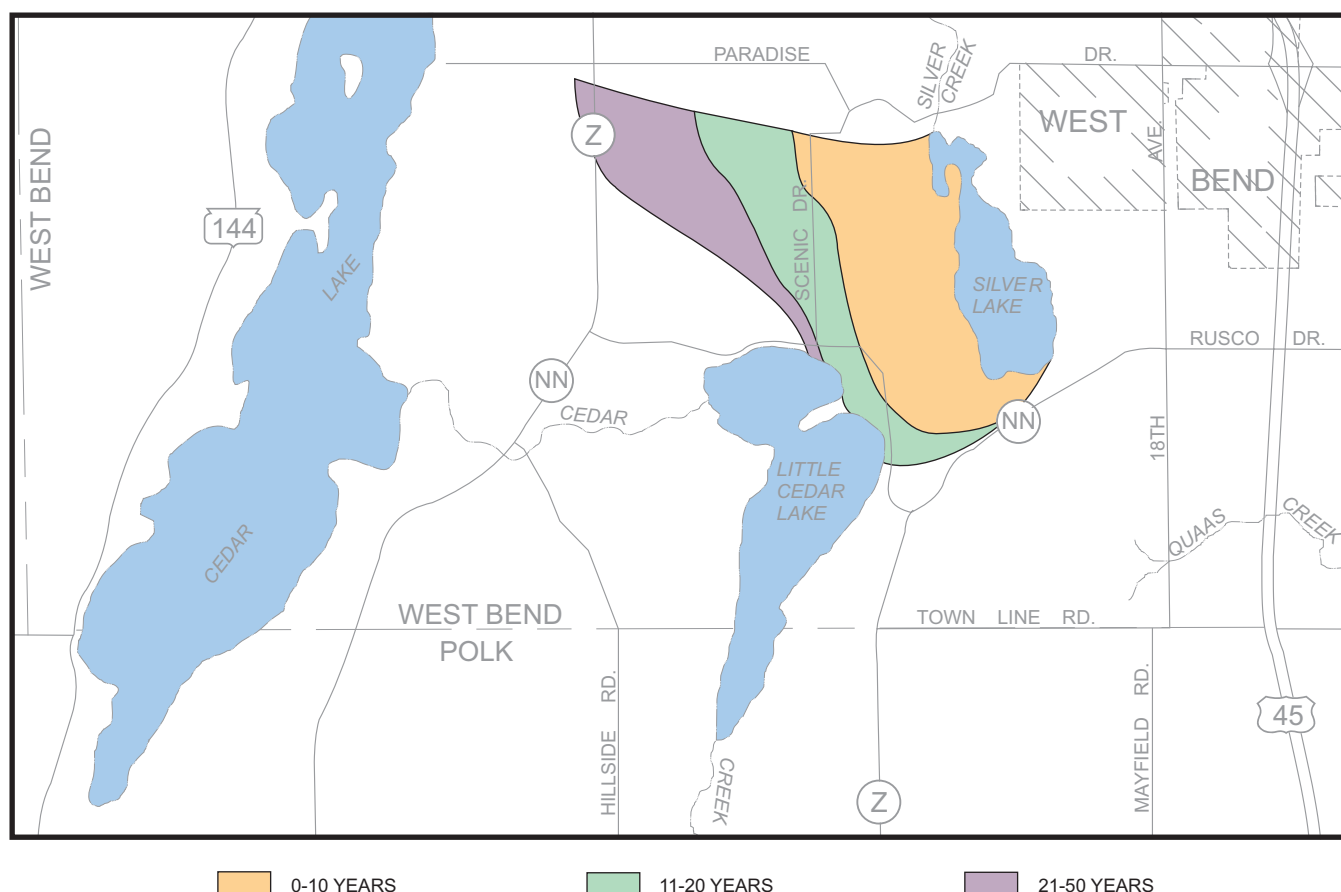 PARADISE
DR.
SILVER
CREEK
WEST
AVE.
BEND
WEST BEND
Z
144
SCENIC DR.
LAKE
SILVER
LAKE
RUSCO DR.
NN
CEDAR
NN
18TH
LITTLE
CEDAR
LAKE
CEDAR
QUAAS
CREEK
WEST BEND
POLK
TOWN LINE RD.
HILLSIDE RD.
MAYFIELD RD.
45
CREEK
Z
0-10 YEARS
11-20 YEARS
21-50 YEARS